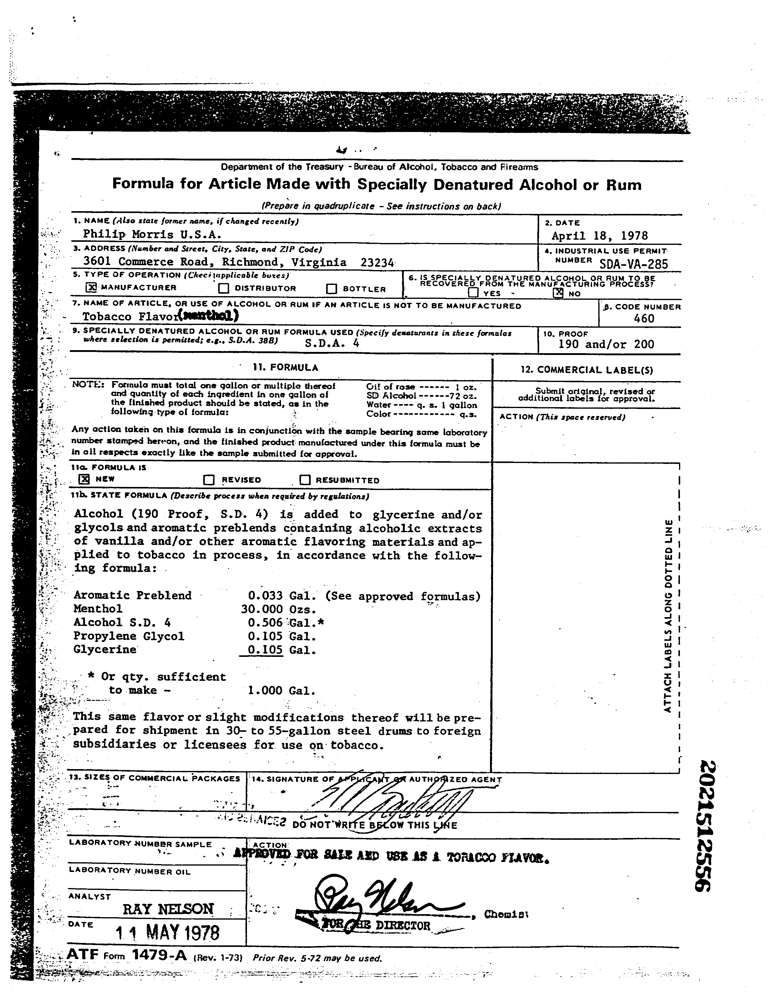 Department of the Treasury - Bureau of Alcohol, Tobacco and Firearms
Formula for Article Made with Specially Denatured Alcohol or Rum
(Prepare in quadruplicate - See instructions on back)
1. NAME (Also state former name, if changed recently)
Philip Morris U.S.A.
2. DATE
April 18, 1978
3. ADDRESS (Number and Street, City, State, and ZIP Code)
3601 Commerce Road, Richmond, Virginia 23234
4. INDUSTRIAL USE PERMIT
NUMBER SDA-VA-285
5. TYPE OF OPERATION (Check applicable boxes)
X MANUFACTURER DISTRIBUTOR BOTTLER
6. IS SPECIALLY DENATURED ALCOHOL OR RUM TO BE
RECOVERED FROM THE MANUFACTURING PROCESS?
YES X NO
7. NAME OF ARTICLE, OR USE OF ALCOHOL OR RUM IF AN ARTICLE IS NOT TO BE MANUFACTURED
Tobacco Flavor (menthol)
8. CODE NUMBER
460
9. SPECIALLY DENATURED ALCOHOL OR RUM FORMULA USED (Specify denaturants in these formulas
where selection is permitted; e.g., S.D.A. 38B) S.D.A. 4
10. PROOF
190 and/or 200
11. FORMULA
NOTE: Formula must total one gallon or multiple thereof
and quantity of each ingredient in one gallon of
the finished product should be stated, as in the
following type of formula:
Oil of rose ------ 1 oz.
SD Alcohol ------72 oz.
Water ---- q. s. 1 gallon
Color ------------ q.s.
Any action taken on this formula is in conjunction with the sample bearing same laboratory
number stamped hereon, and the finished product manufactured under this formula must be
in all respects exactly like the sample submitted for approval.
12. COMMERCIAL LABEL(S)
Submit original, revised or
additional labels for approval.
ACTION (This space reserved)
11a. FORMULA IS
X NEW REVISED RESUBMITTED
11b. STATE FORMULA (Describe process when required by regulations)
Alcohol (190 Proof, S.D. 4) is added to glycerine and/or
glycols and aromatic preblends containing alcoholic extracts
of vanilla and/or other aromatic flavoring materials and ap-
plied to tobacco in process, in accordance with the follow-
ing formula:
Aromatic Preblend 0.033 Gal. (See approved formulas)
Menthol 30.000 Ozs.
Alcohol S.D. 4 0.506 Gal.*
Propylene Glycol 0.105 Gal.
Glycerine 0.105 Gal.
* Or qty. sufficient
to make - 1.000 Gal.
This same flavor or slight modifications thereof will be pre-
pared for shipment in 30- to 55-gallon steel drums to foreign
subsidiaries or licensees for use on tobacco.
ATTACH LABELS ALONG DOTTED LINE
13. SIZES OF COMMERCIAL PACKAGES
14. SIGNATURE OF APPLICANT OR AUTHORIZED AGENT
DO NOT WRITE BELOW THIS LINE
LABORATORY NUMBER SAMPLE
ACTION
APPROVED FOR SALE AND USE AS A TOBACCO FLAVOR.
LABORATORY NUMBER OIL
ANALYST
RAY NELSON
Ray Nelson, Chemist
FOR THE DIRECTOR
DATE
11 MAY 1978
ATF Form 1479-A (Rev. 1-73) Prior Rev. 5-72 may be used.
2021512556